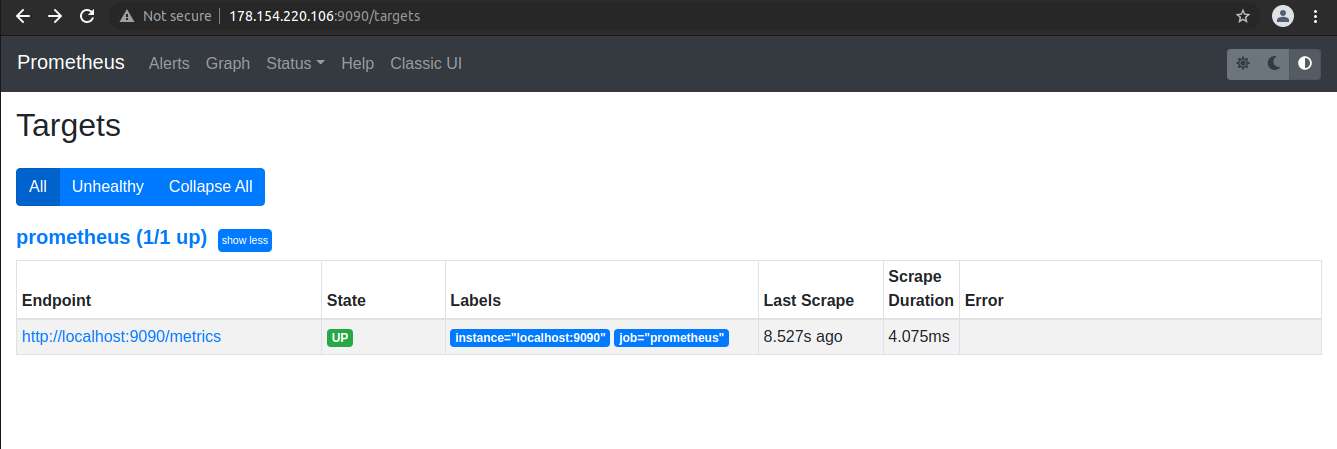 Not secure 178.154.220.106:9090/targets
Prometheus Alerts Graph Status Help Classic UI
Targets
All Unhealthy Collapse All
prometheus (1/1 up) show less
Endpoint State Labels Last Scrape Scrape Duration Error
http://localhost:9090/metrics UP instance="localhost:9090" job="prometheus" 8.527s ago 4.075ms